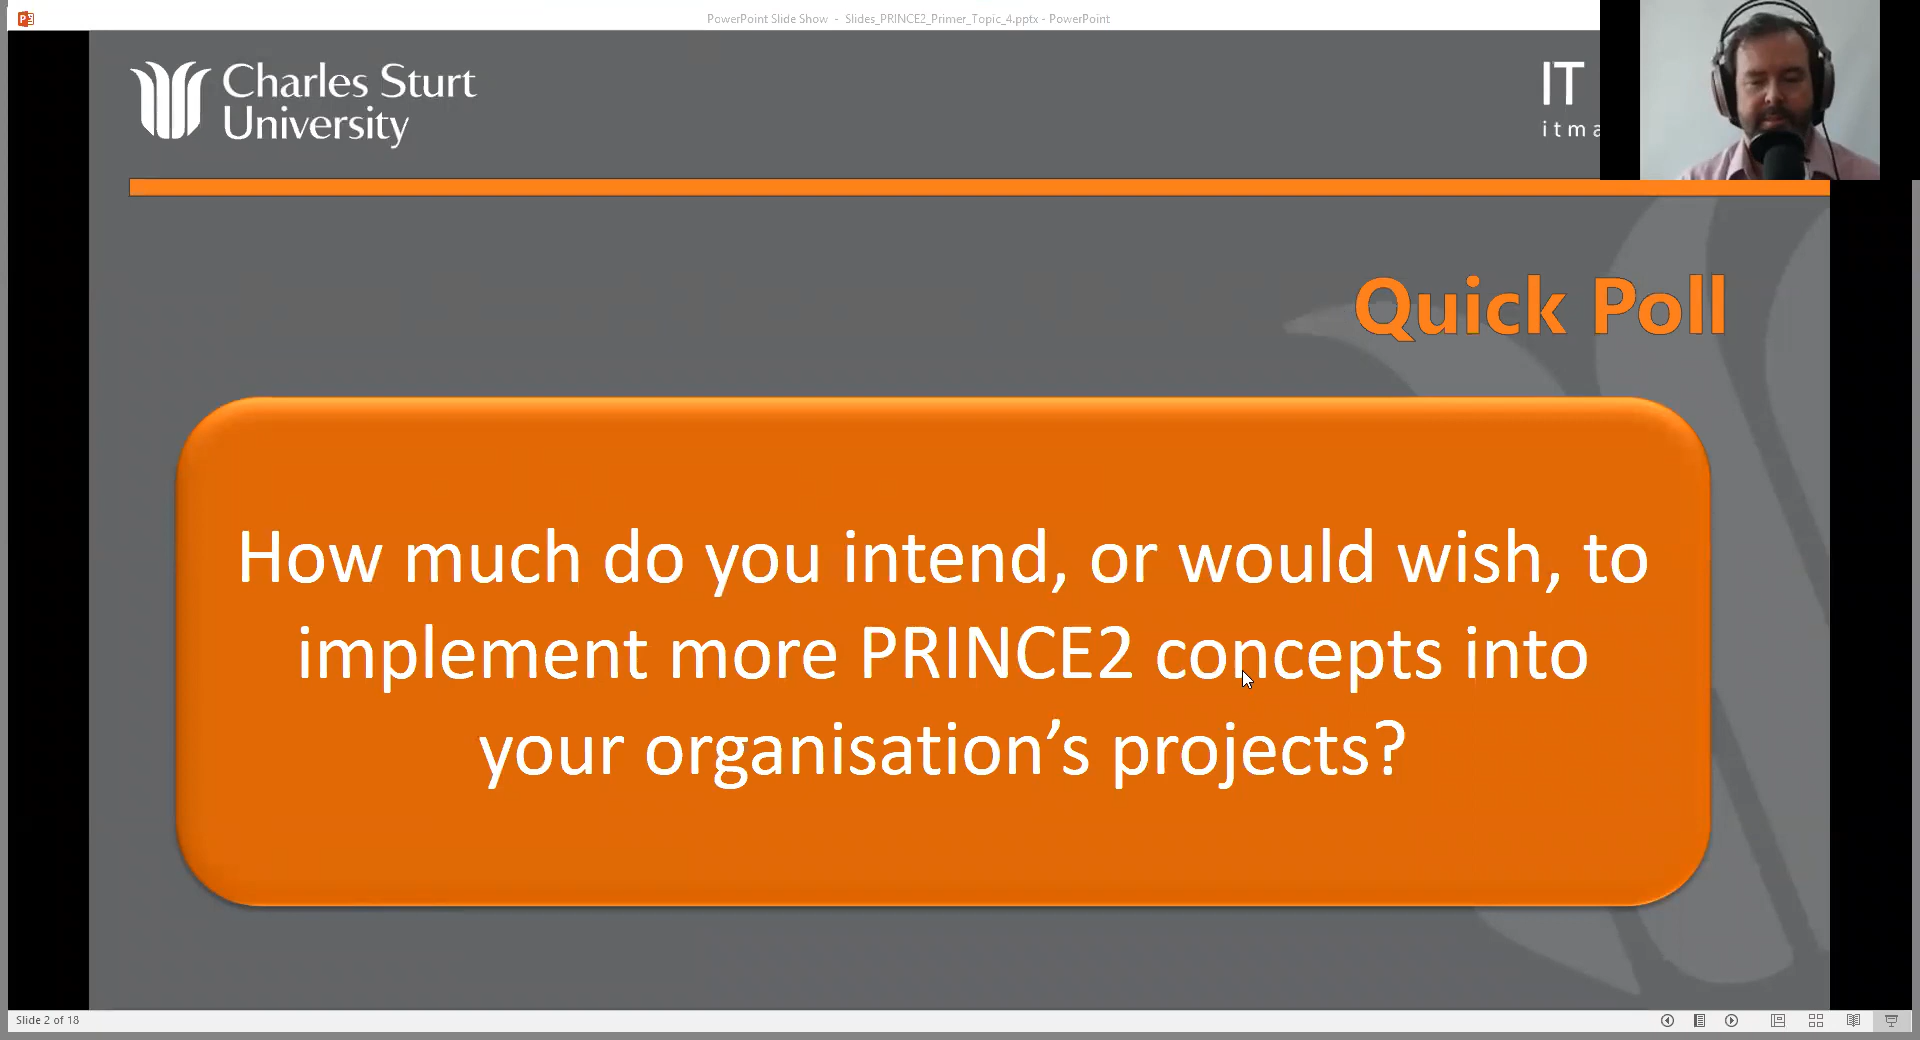 PowerPoint Slide Show - Slides_PRINCE2_Primer_Topic_4.pptx - PowerPoint
Charles Sturt
University
IT
itma
Quick Poll
How much do you intend, or would wish, to
implement more PRINCE2 concepts into
your organisation’s projects?
Slide 2 of 18